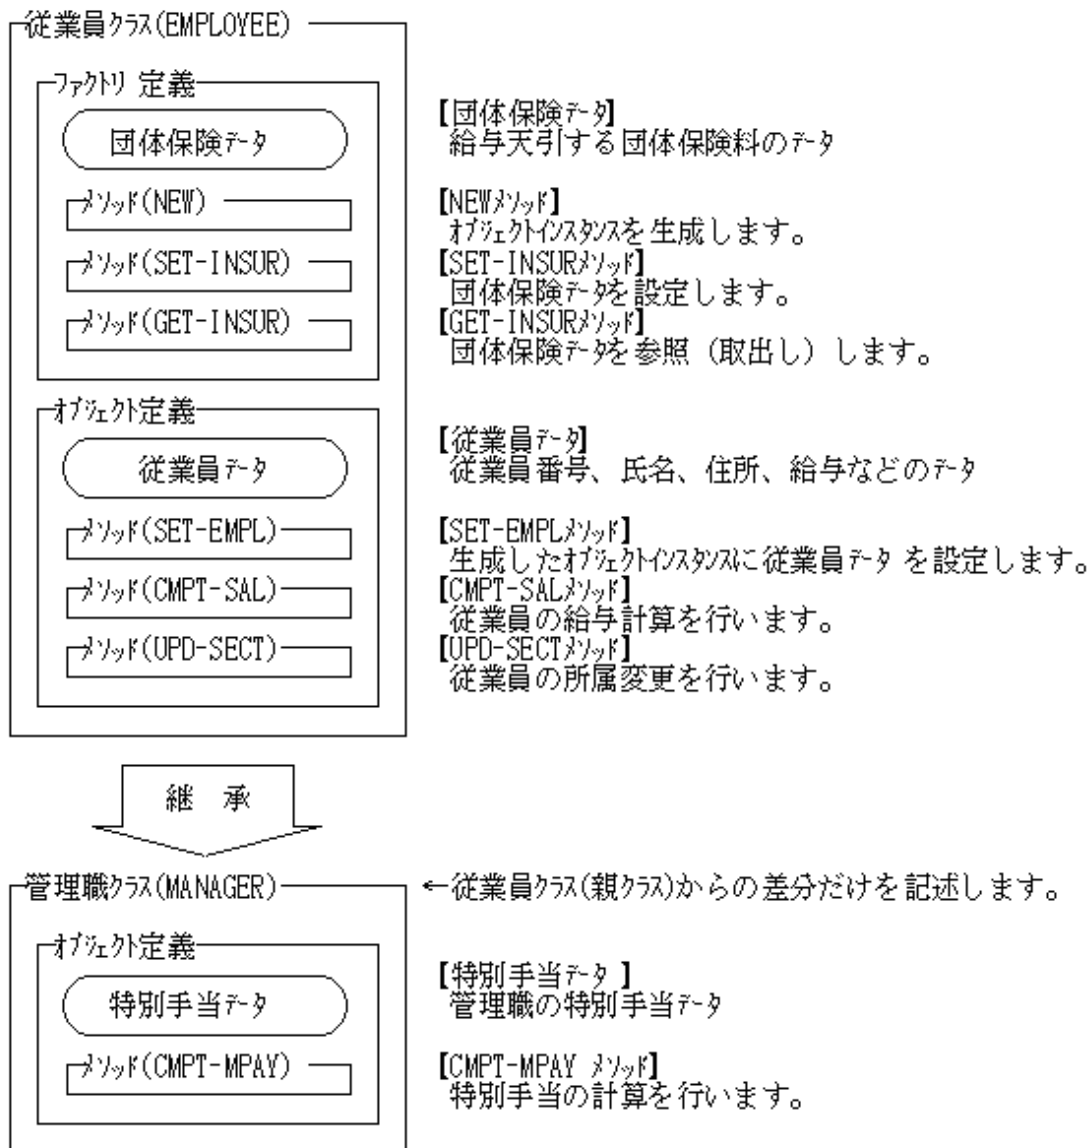 従業員ｸﾗｽ(EMPLOYEE)
ﾌｧｸﾄﾘ 定義
団体保険ﾃﾞｰﾀ
【団体保険ﾃﾞｰﾀ】
給与天引する団体保険料のﾃﾞｰﾀ
ﾒｿｯﾄﾞ(NEW)
【NEWﾒｿｯﾄﾞ】
ｵﾌﾞｼﾞｪｸﾄｲﾝｽﾀﾝｽを生成します。
ﾒｿｯﾄﾞ(SET-INSUR)
【SET-INSURﾒｿｯﾄﾞ】
団体保険ﾃﾞｰﾀを設定します。
ﾒｿｯﾄﾞ(GET-INSUR)
【GET-INSURﾒｿｯﾄﾞ】
団体保険ﾃﾞｰﾀを参照（取出し）します。
ｵﾌﾞｼﾞｪｸﾄ定義
従業員ﾃﾞｰﾀ
【従業員ﾃﾞｰﾀ】
従業員番号、氏名、住所、給与などのﾃﾞｰﾀ
ﾒｿｯﾄﾞ(SET-EMPL)
【SET-EMPLﾒｿｯﾄﾞ】
生成したｵﾌﾞｼﾞｪｸﾄｲﾝｽﾀﾝｽに従業員ﾃﾞｰﾀ を設定します。
ﾒｿｯﾄﾞ(CMPT-SAL)
【CMPT-SALﾒｿｯﾄﾞ】
従業員の給与計算を行います。
ﾒｿｯﾄﾞ(UPD-SECT)
【UPD-SECTﾒｿｯﾄﾞ】
従業員の所属変更を行います。
継 承
管理職ｸﾗｽ(MANAGER)
←従業員ｸﾗｽ(親ｸﾗｽ)からの差分だけを記述します。
ｵﾌﾞｼﾞｪｸﾄ定義
特別手当ﾃﾞｰﾀ
【特別手当ﾃﾞｰﾀ 】
管理職の特別手当ﾃﾞｰﾀ
ﾒｿｯﾄﾞ(CMPT-MPAY)
【CMPT-MPAY ﾒｿｯﾄﾞ】
特別手当の計算を行います。